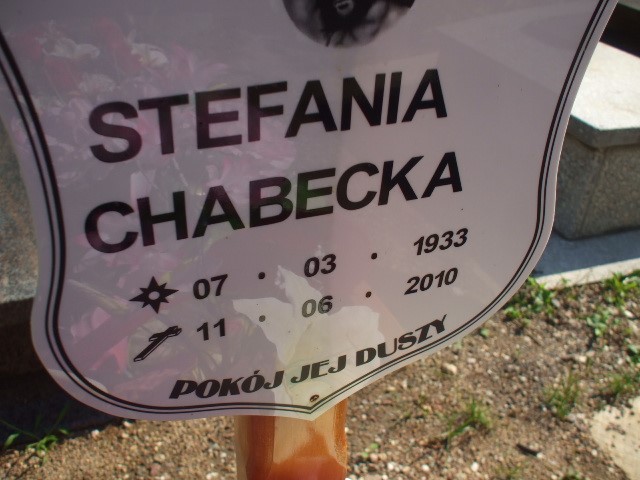 STEFANIA
CHABECKA
07 • 03 • 1933
11 • 06 • 2010
POKÓJ JEJ DUSZY